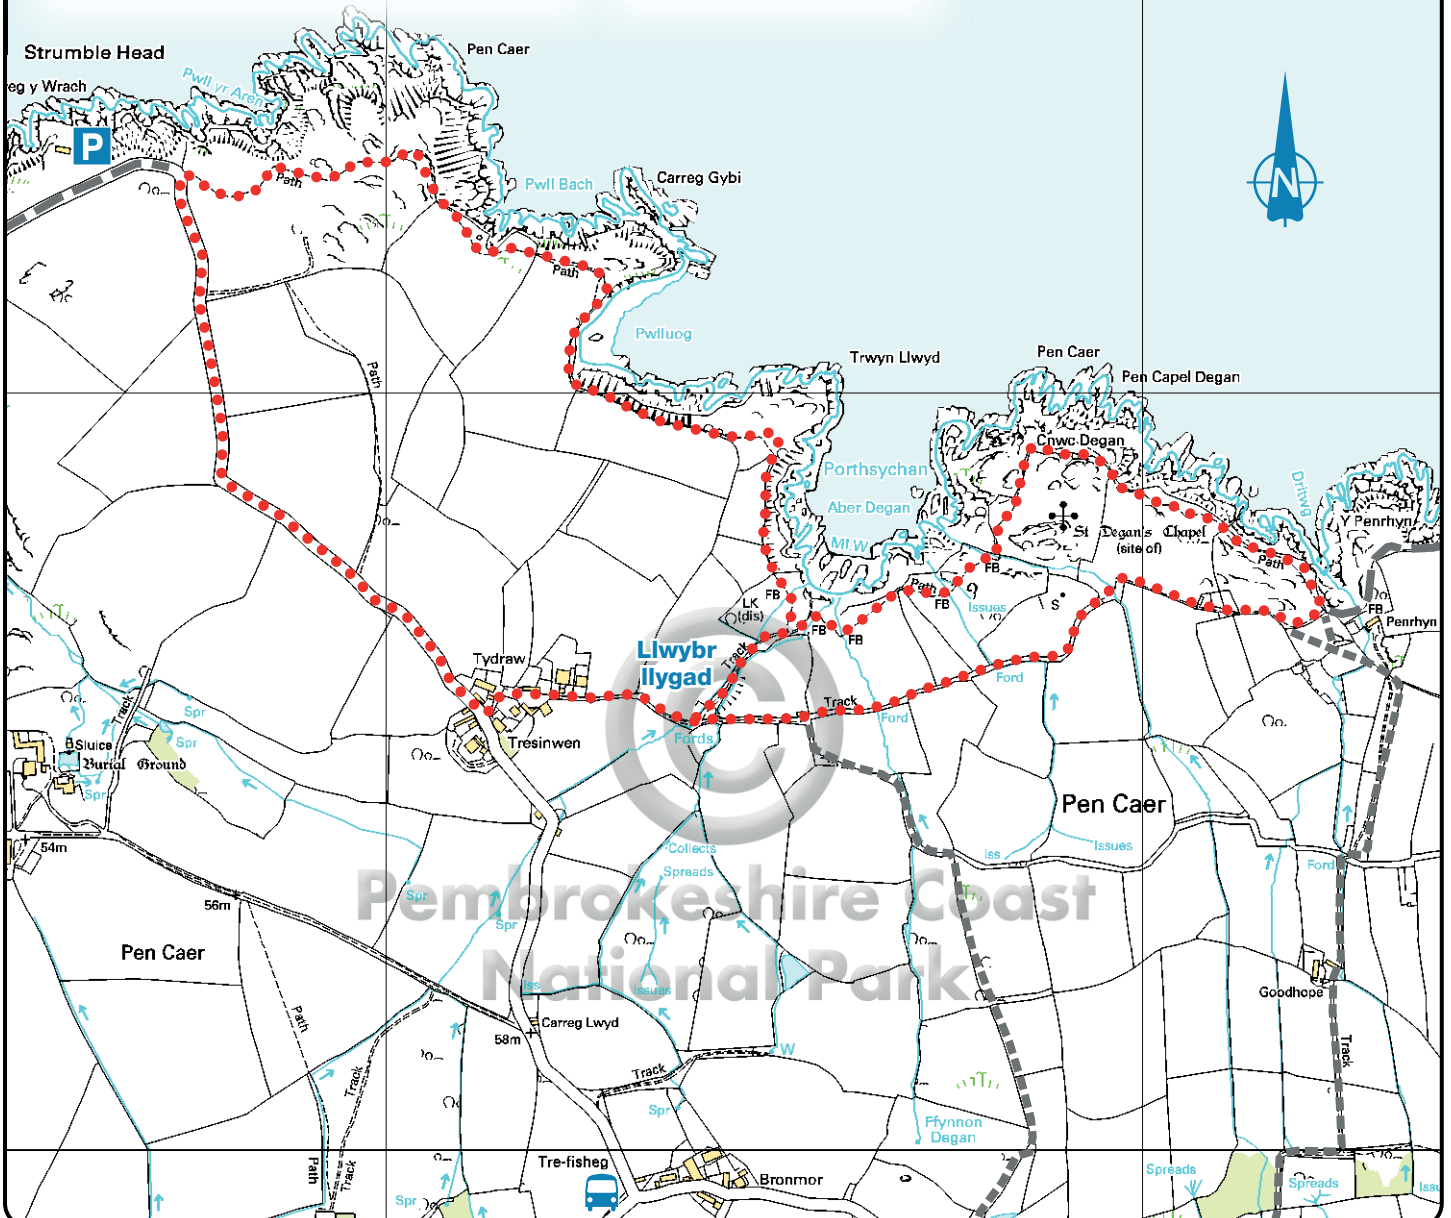 Strumble Head
Pen Caer
eg y Wrach
Pwll yr Aren
P
Path
Pwll Bach
Carreg Gybi
N
Path
Pwlluog
Trwyn Llwyd
Pen Caer
Pen Capel Degan
Path
Cnwc Degan
Porthsychan
Aber Degan
Dritwg
Y Penrhyn
St Degan's Chapel
(site of)
MLW
Path
FB
Path
FB
FB
Issues
S
LK
(dis)
FB
FB
FB
Penrhyn
Llwybr
llygad
Track
Tydraw
Ford
Track
Ford
Track
Spr
Fords
Tresinwen
Spr
Sluice
Burial Ground
Spr
Pen Caer
54m
Collects
Iss
Issues
Ford
Spreads
©
Pembrokeshire Coast
National Park
Spr
56m
Spr
Pen Caer
Iss
Issues
Goodhope
Path
Carreg Lwyd
58m
W
Track
Track
Track
Spr
Ffynnon
Degan
Tre-fisheg
Path
Track
Bronmor
Spreads
Spreads
Issu
Spr